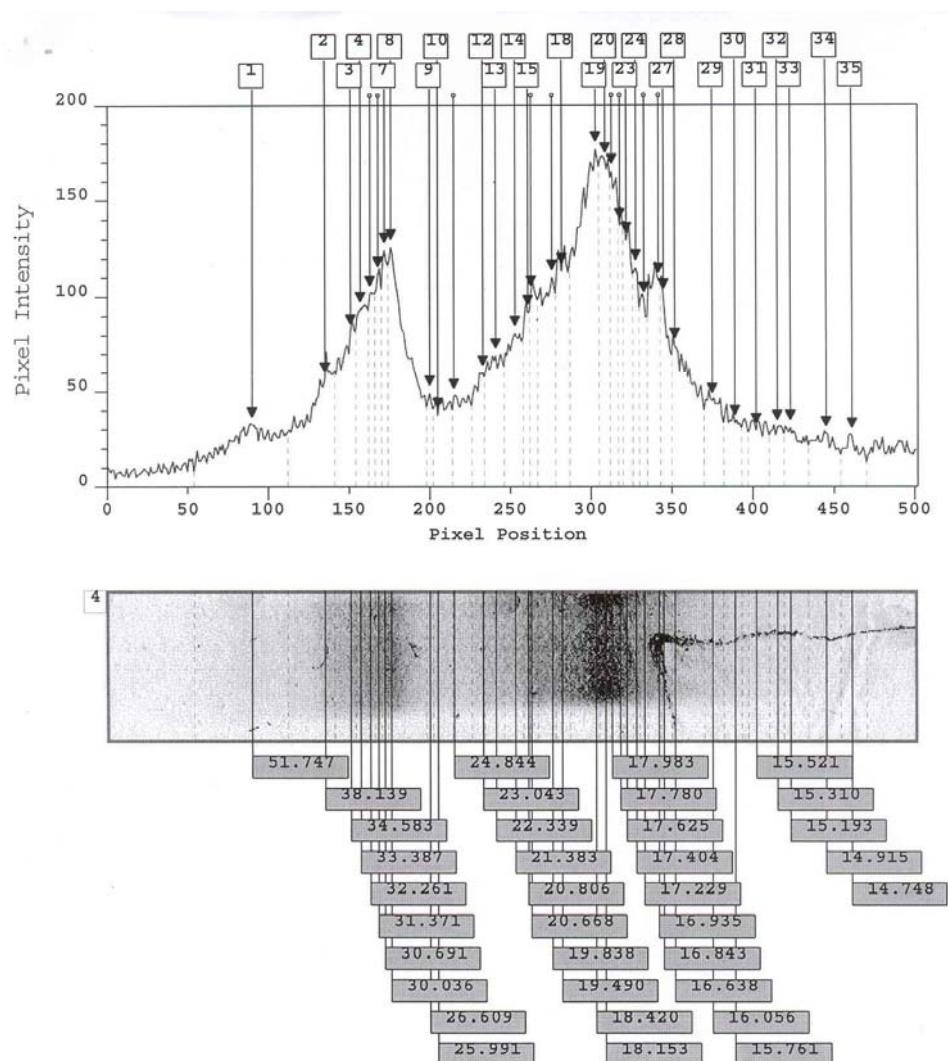 2 4 8 10 12 14 18 20 24 28 30 32 34
1 3 7 9 13 15 19 23 27 29 31 33 35
200
150
100
50
0
Pixel Intensity
0 50 100 150 200 250 300 350 400 450 500
Pixel Position
4
51.747 24.844 17.983 15.521
38.139 23.043 17.780 15.310
34.583 22.339 17.625 15.193
33.387 21.383 17.404 14.915
32.261 20.806 17.229 14.748
31.371 20.668 16.935
30.691 19.838 16.843
30.036 19.490 16.638
26.609 18.420 16.056
25.991 18.153 15.761